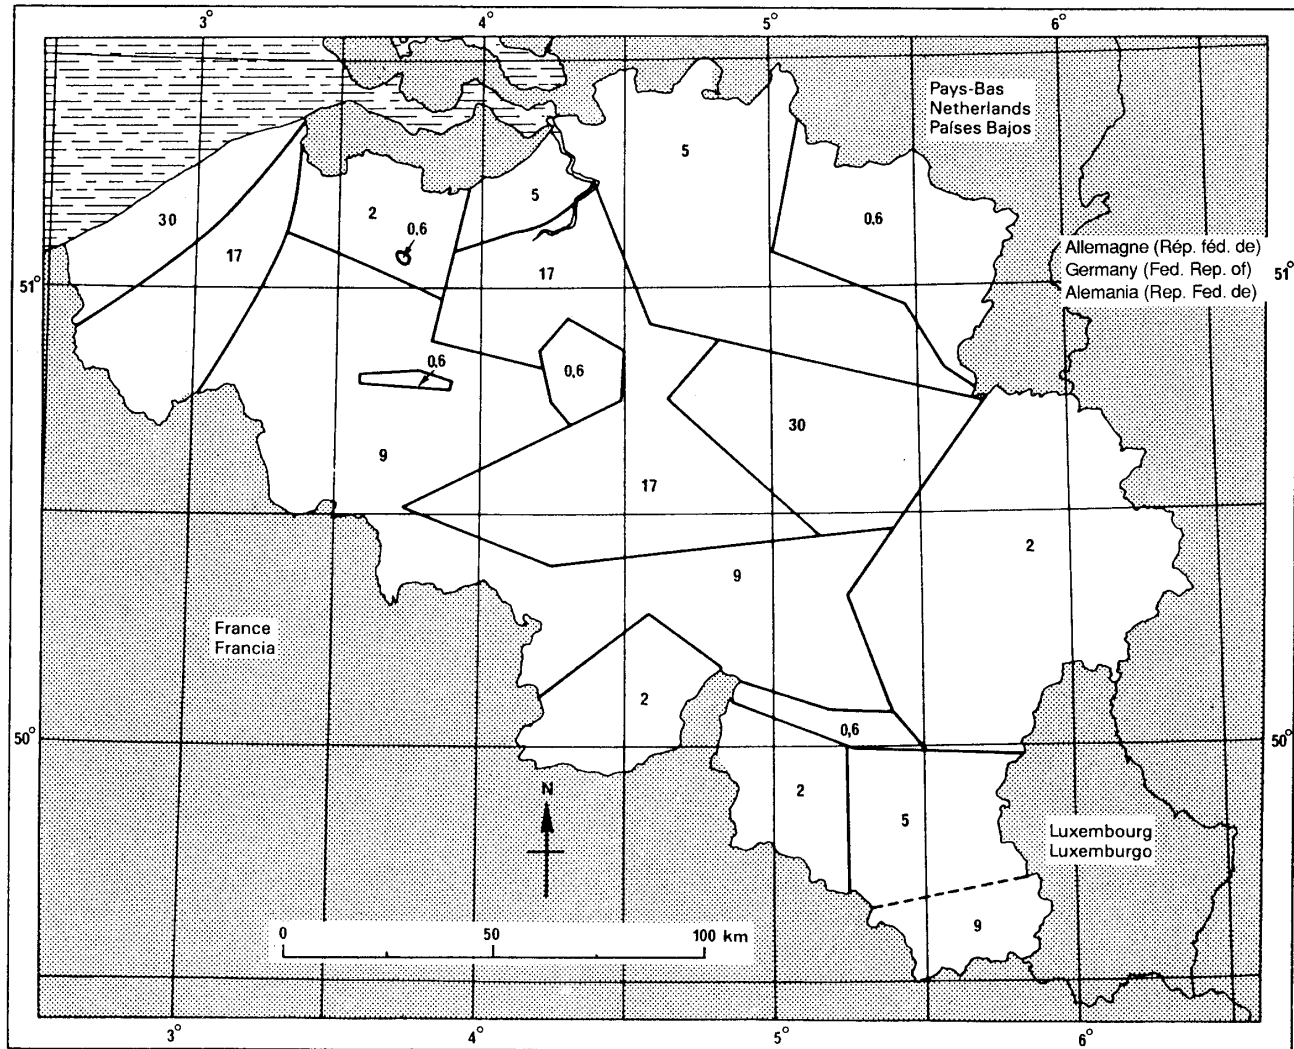 3° 4° 5° 6°
Pays-Bas
Netherlands
Países Bajos
5
5
30
2
0,6
0,6
17
17
Allemagne (Rép. féd. de)
Germany (Fed. Rep. of)
Alemania (Rep. Fed. de)
51° 51°
0,6
0,6
30
9
17
2
9
France
Francia
2
0,6
50° 50°
N
2
5
Luxembourg
Luxemburgo
9
0 50 100 km
3° 4° 5° 6°